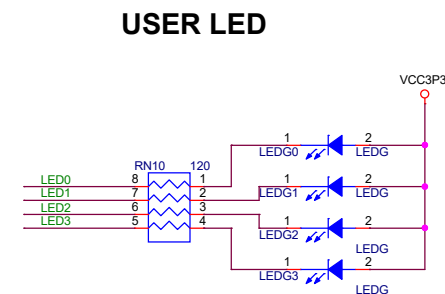 USER LED
VCC3P3
1 2
LEDG0 LEDG
RN10 120
LED0 8 1
LED1 7 2
LED2 6 3
LED3 5 4
1 2
LEDG1 LEDG
1 2
LEDG2 LEDG
1 2
LEDG3 LEDG